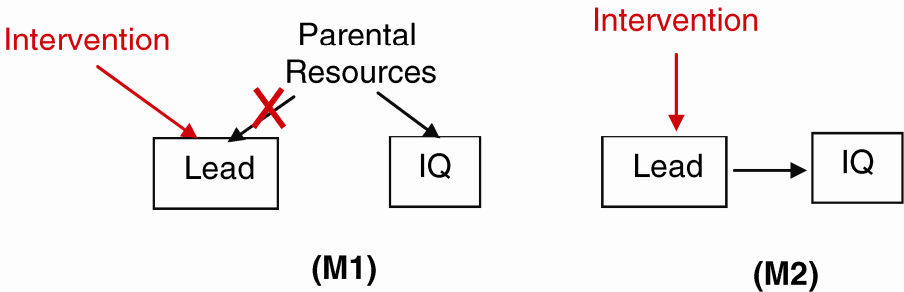 Intervention
Parental
Resources
Lead
IQ
(M1)
Intervention
Lead
IQ
(M2)